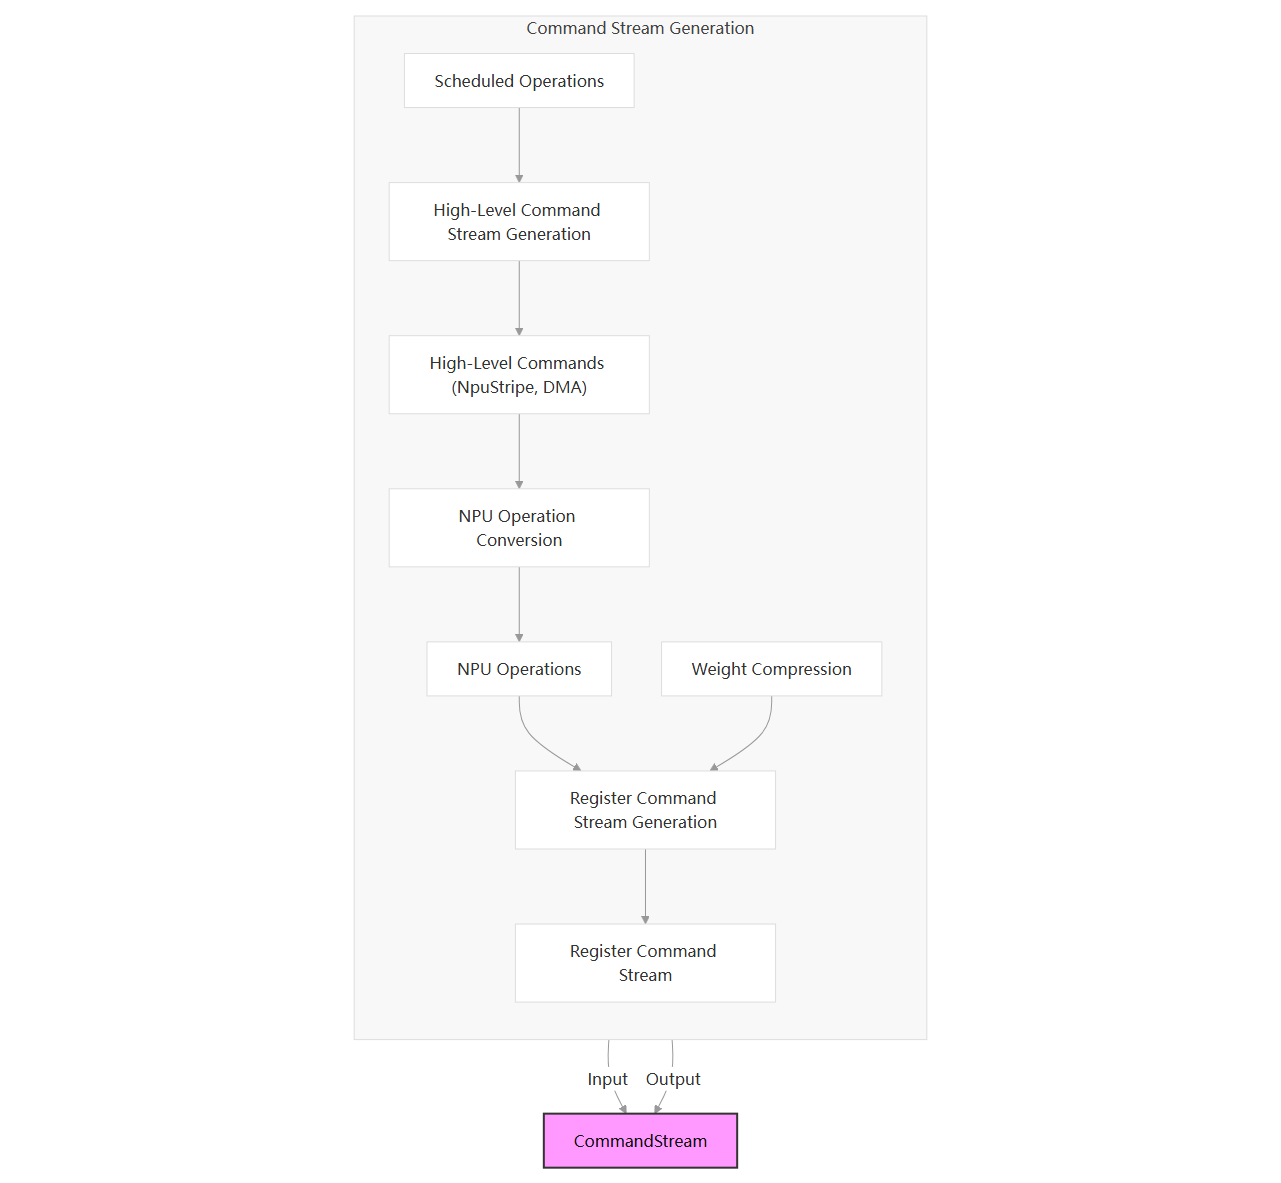 Command Stream Generation
Scheduled Operations
High-Level Command
Stream Generation
High-Level Commands
(NpuStripe, DMA)
NPU Operation
Conversion
NPU Operations
Weight Compression
Register Command
Stream Generation
Register Command
Stream
Input
Output
CommandStream